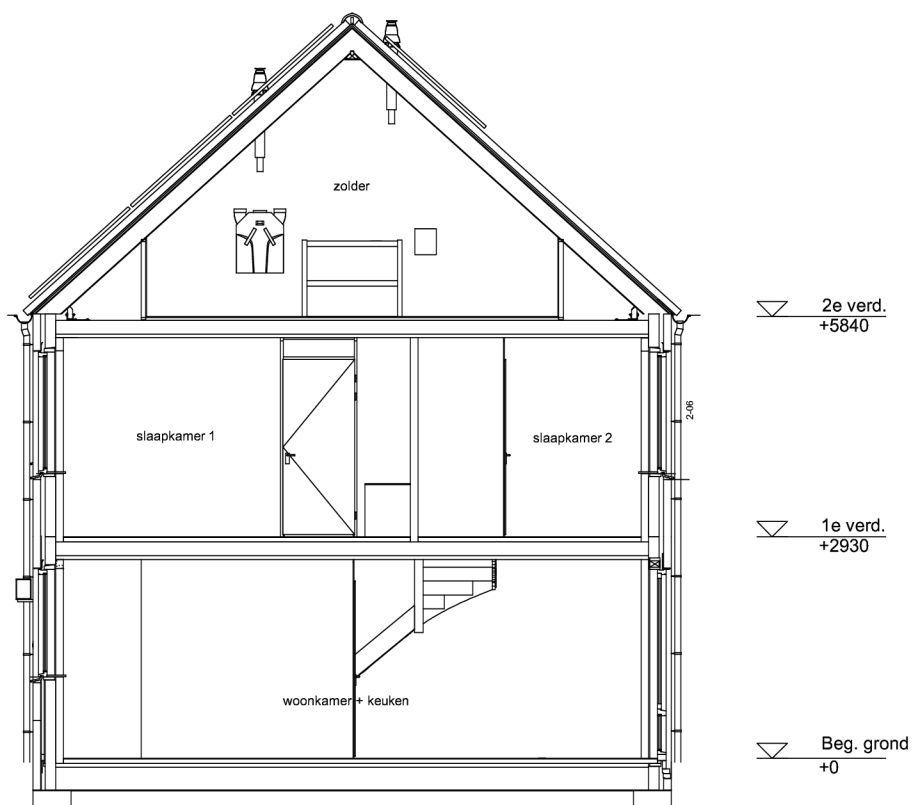 zolder
2e verd.
+5840
2-06
slaapkamer 1
slaapkamer 2
1e verd.
+2930
woonkamer + keuken
Beg. grond
+0